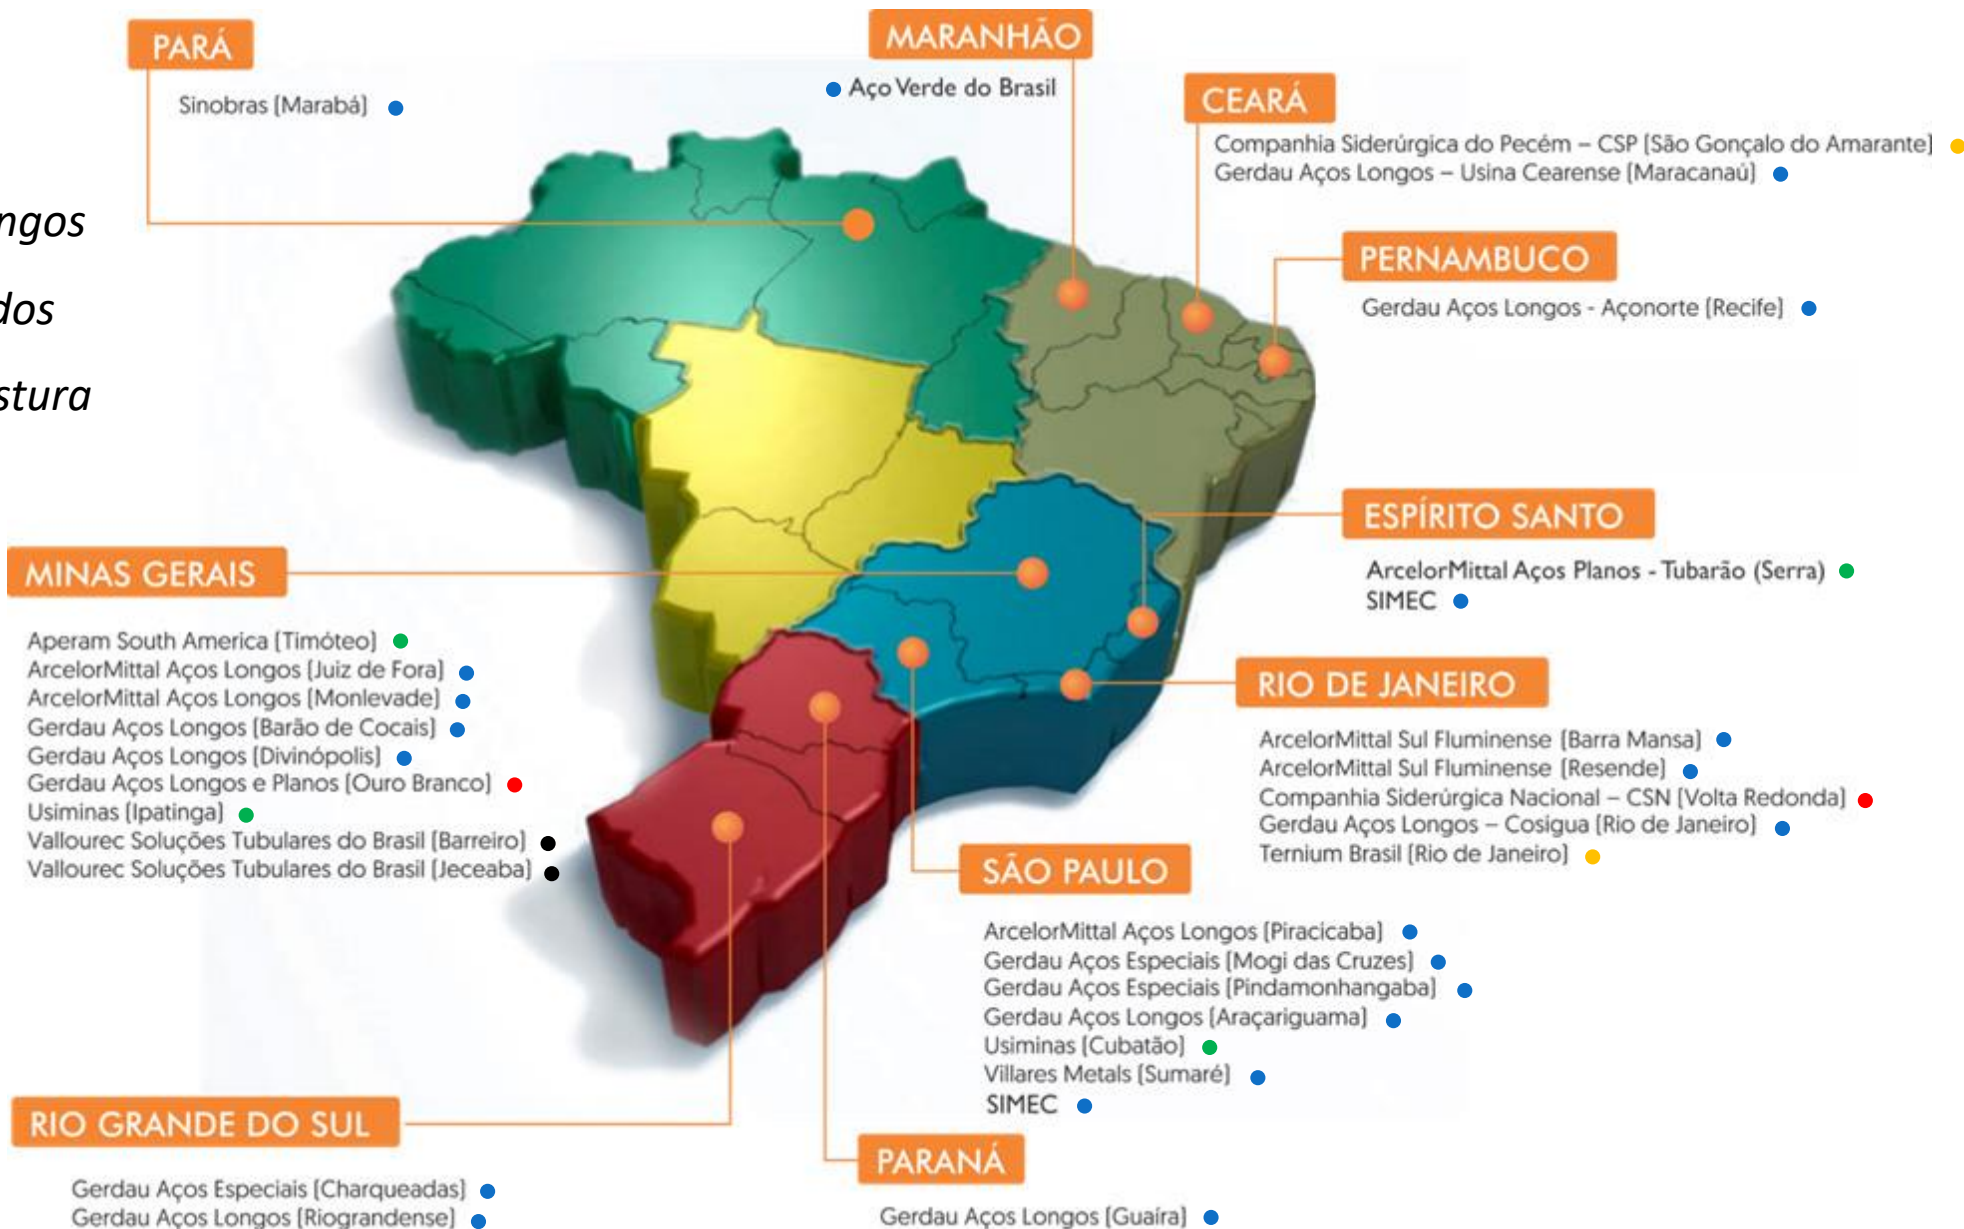 PARÁ
Sinobras (Marabá)
MARANHÃO
Aço Verde do Brasil
CEARÁ
Companhia Siderúrgica do Pecém – CSP (São Gonçalo do Amarante)
Gerdau Aços Longos – Usina Cearense (Maracanaú)
ngos
dos
stura
PERNAMBUCO
Gerdau Aços Longos - Açonorte (Recife)
ESPÍRITO SANTO
ArcelorMittal Aços Planos - Tubarão (Serra)
SIMEC
MINAS GERAIS
Aperam South America (Timóteo)
ArcelorMittal Aços Longos (Juiz de Fora)
ArcelorMittal Aços Longos (Monlevade)
Gerdau Aços Longos (Barão de Cocais)
Gerdau Aços Longos (Divinópolis)
Gerdau Aços Longos e Planos (Ouro Branco)
Usiminas (Ipatinga)
Vallourec Soluções Tubulares do Brasil (Barreiro)
Vallourec Soluções Tubulares do Brasil (Jeceaba)
RIO DE JANEIRO
ArcelorMittal Sul Fluminense (Barra Mansa)
ArcelorMittal Sul Fluminense (Resende)
Companhia Siderúrgica Nacional – CSN (Volta Redonda)
Gerdau Aços Longos – Cosigua (Rio de Janeiro)
Ternium Brasil (Rio de Janeiro)
SÃO PAULO
ArcelorMittal Aços Longos (Piracicaba)
Gerdau Aços Especiais (Mogi das Cruzes)
Gerdau Aços Especiais (Pindamonhangaba)
Gerdau Aços Longos (Araçariguama)
Usiminas (Cubatão)
Villares Metals (Sumaré)
SIMEC
RIO GRANDE DO SUL
Gerdau Aços Especiais (Charqueadas)
Gerdau Aços Longos (Riograndense)
PARANÁ
Gerdau Aços Longos (Guaíra)